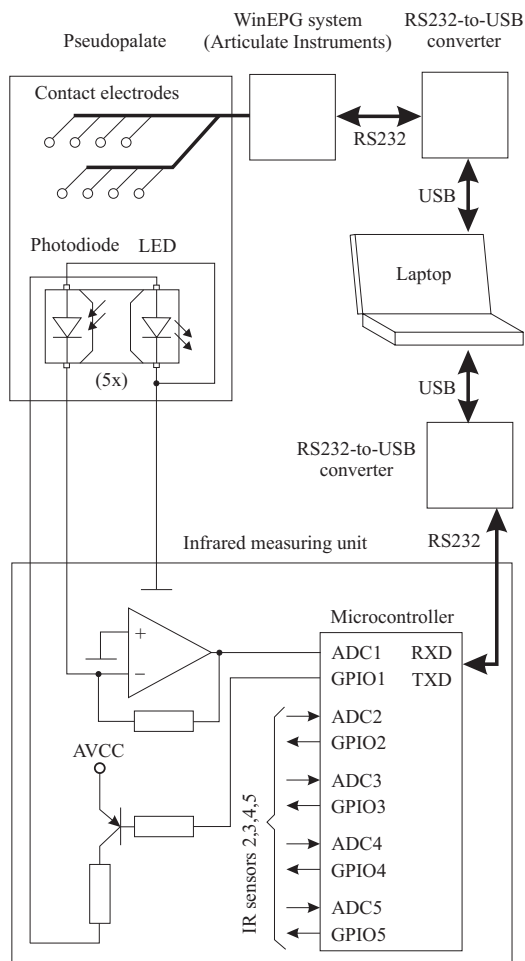 WinEPG system
(Articulate Instruments)
RS232-to-USB
converter
Pseudopalate
Contact electrodes
RS232
USB
Photodiode
LED
Laptop
(5x)
USB
RS232-to-USB
converter
RS232
Infrared measuring unit
Microcontroller
+
−
ADC1
RXD
GPIO1
TXD
ADC2
GPIO2
AVCC
ADC3
GPIO3
IR sensors 2,3,4,5
ADC4
GPIO4
ADC5
GPIO5